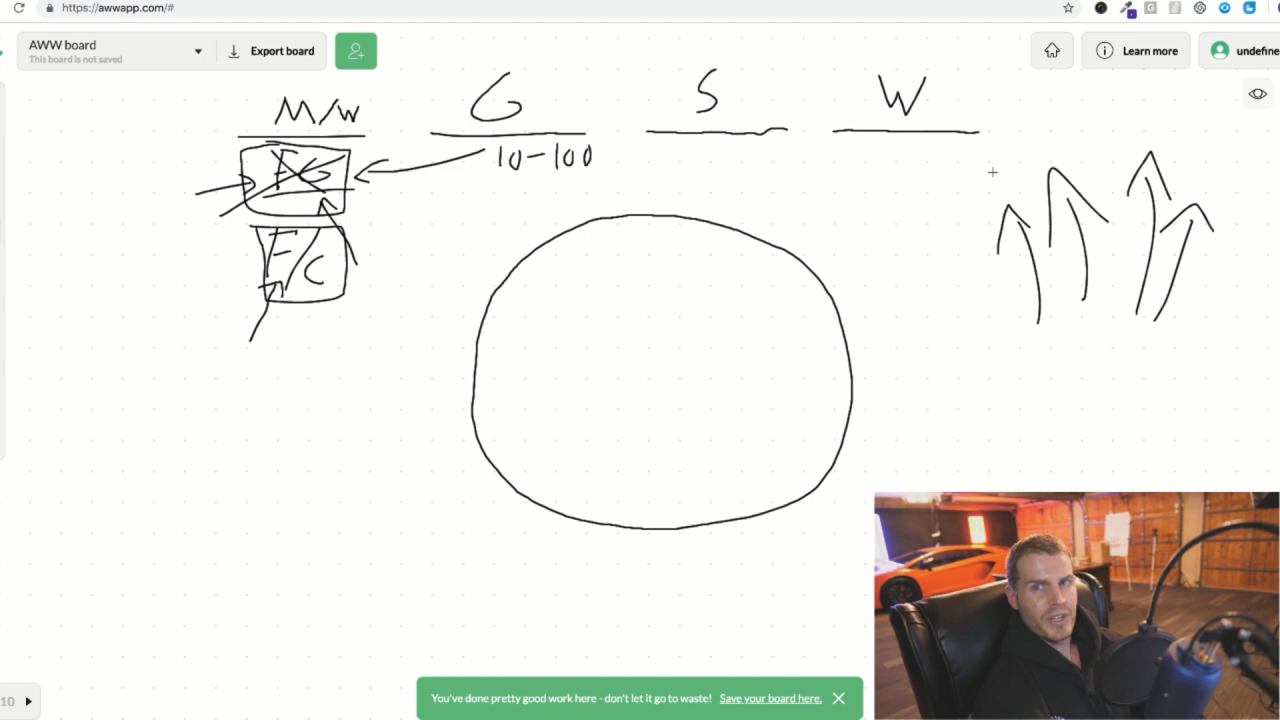 https://awwapp.com/#
AWW board
This board is not saved
Export board
Learn more
undefine
M/W G S W
FG
10-100
F/C
10
You've done pretty good work here - don't let it go to waste! Save your board here.